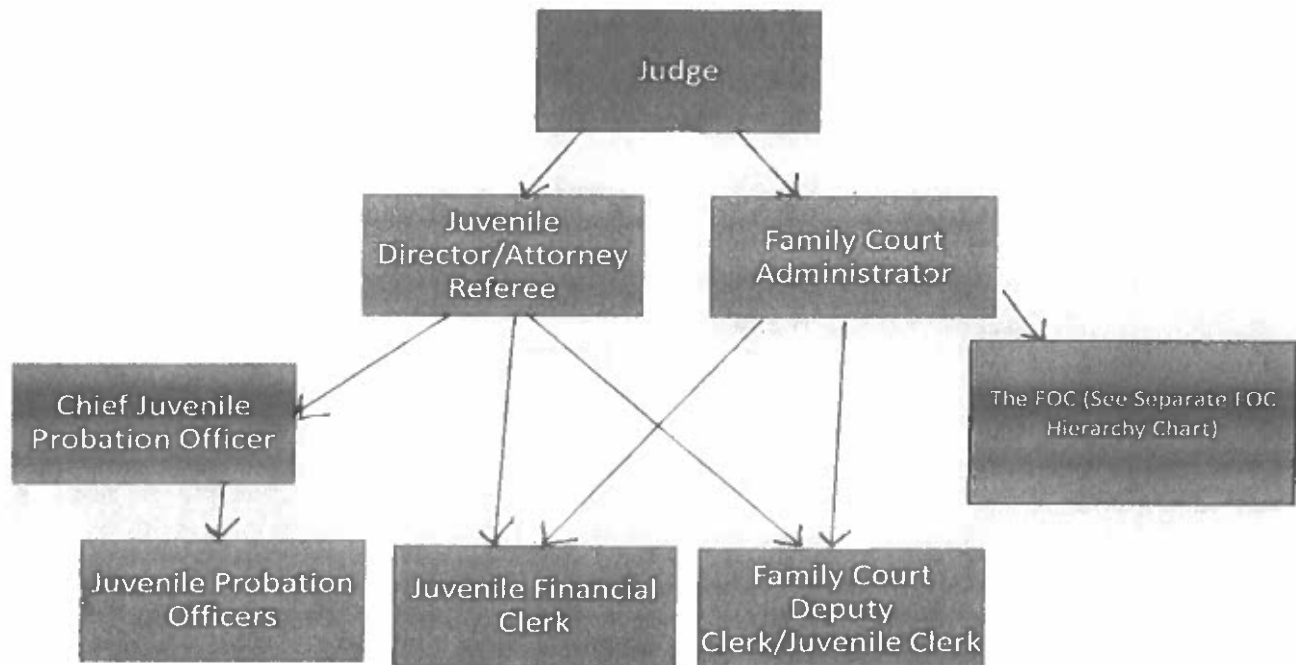 Judge
Juvenile
Director/Attorney
Referee
Family Court
Administrator
Chief Juvenile
Probation Officer
The FOC (See Separate FOC
Hierarchy Chart)
Juvenile Probation
Officers
Juvenile Financial
Clerk
Family Court
Deputy
Clerk/Juvenile Clerk